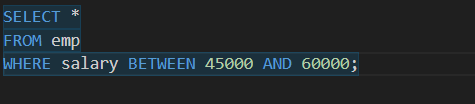 SELECT *
FROM emp
WHERE salary BETWEEN 45000 AND 60000;